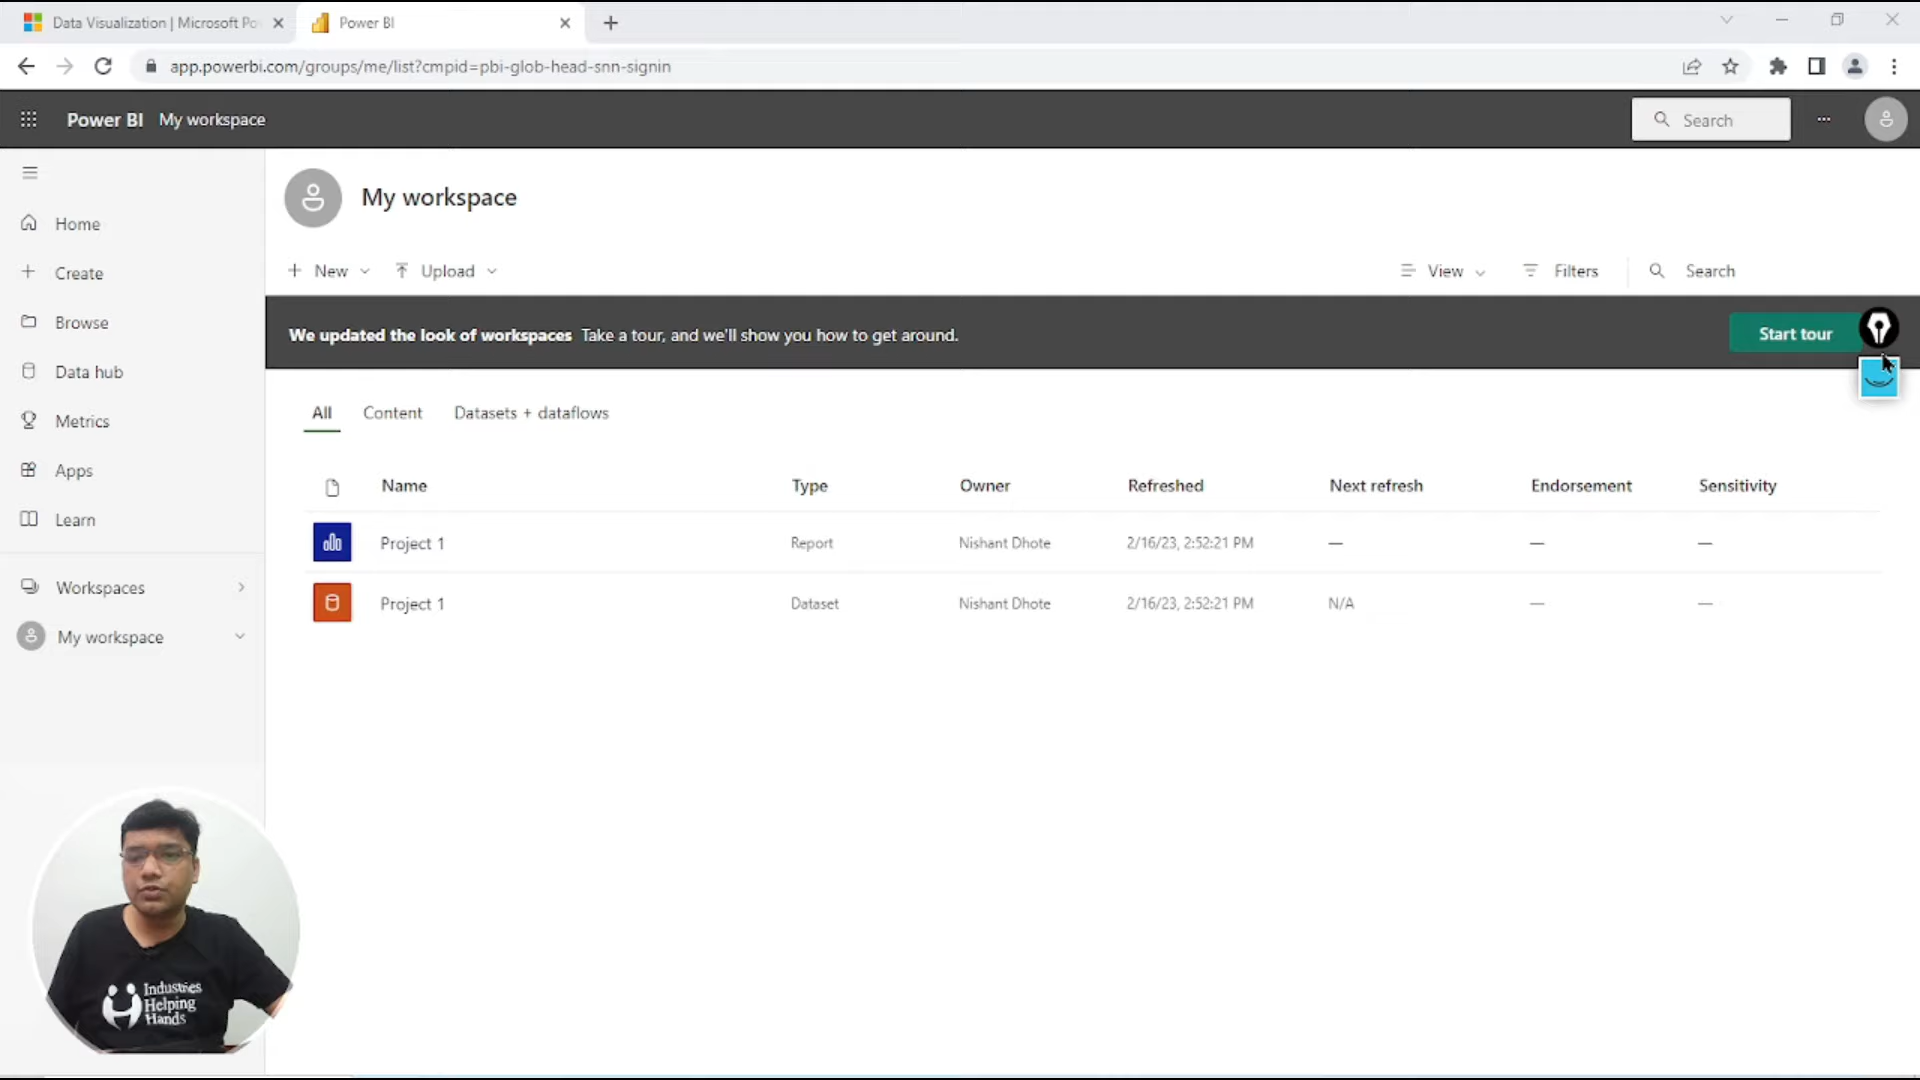 Data Visualization | Microsoft Po
Power BI
app.powerbi.com/groups/me/list?cmpid=pbi-glob-head-snn-signin
Power BI My workspace
Search
Home
Create
Browse
Data hub
Metrics
Apps
Learn
Workspaces
My workspace
My workspace
New Upload
View Filters Search
We updated the look of workspaces Take a tour, and we'll show you how to get around.
Start tour
All Content Datasets + dataflows
Name Type Owner Refreshed Next refresh Endorsement Sensitivity
Project 1 Report Nishant Dhote 2/16/23, 2:52:21 PM — — —
Project 1 Dataset Nishant Dhote 2/16/23, 2:52:21 PM N/A — —
Industries
Helping
Hands